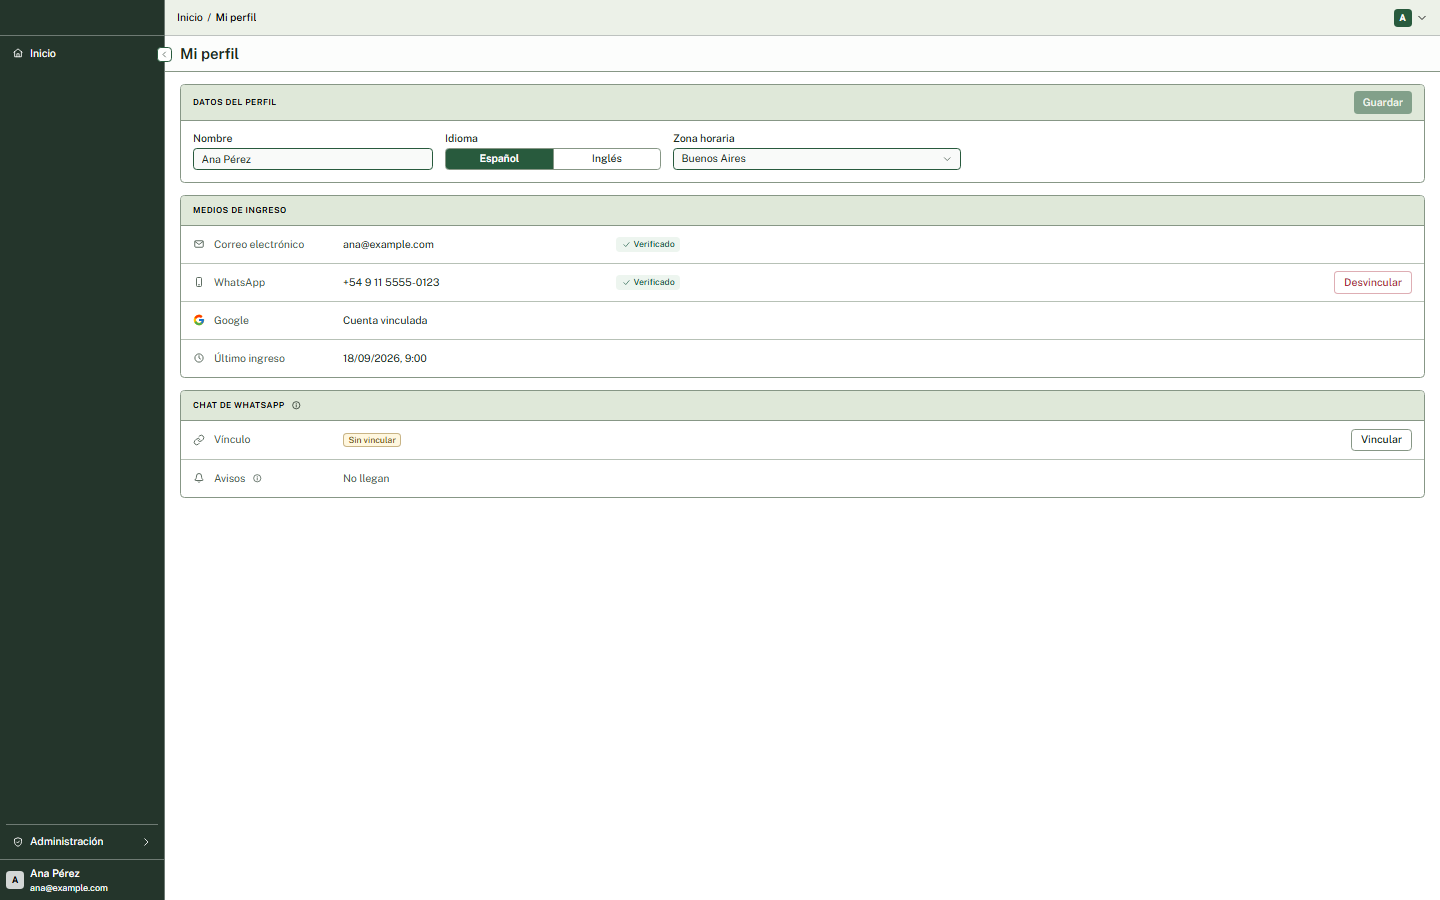 Inicio / Mi perfil
A
Inicio
Mi perfil
DATOS DEL PERFIL
Guardar
Nombre
Idioma
Zona horaria
Ana Pérez
Español
Inglés
Buenos Aires
MEDIOS DE INGRESO
Correo electrónico
ana@example.com
Verificado
WhatsApp
+54 9 11 5555-0123
Verificado
Desvincular
Google
Cuenta vinculada
Último ingreso
18/09/2026, 9:00
CHAT DE WHATSAPP
Vínculo
Sin vincular
Vincular
Avisos
No llegan
Administración
A
Ana Pérez
ana@example.com